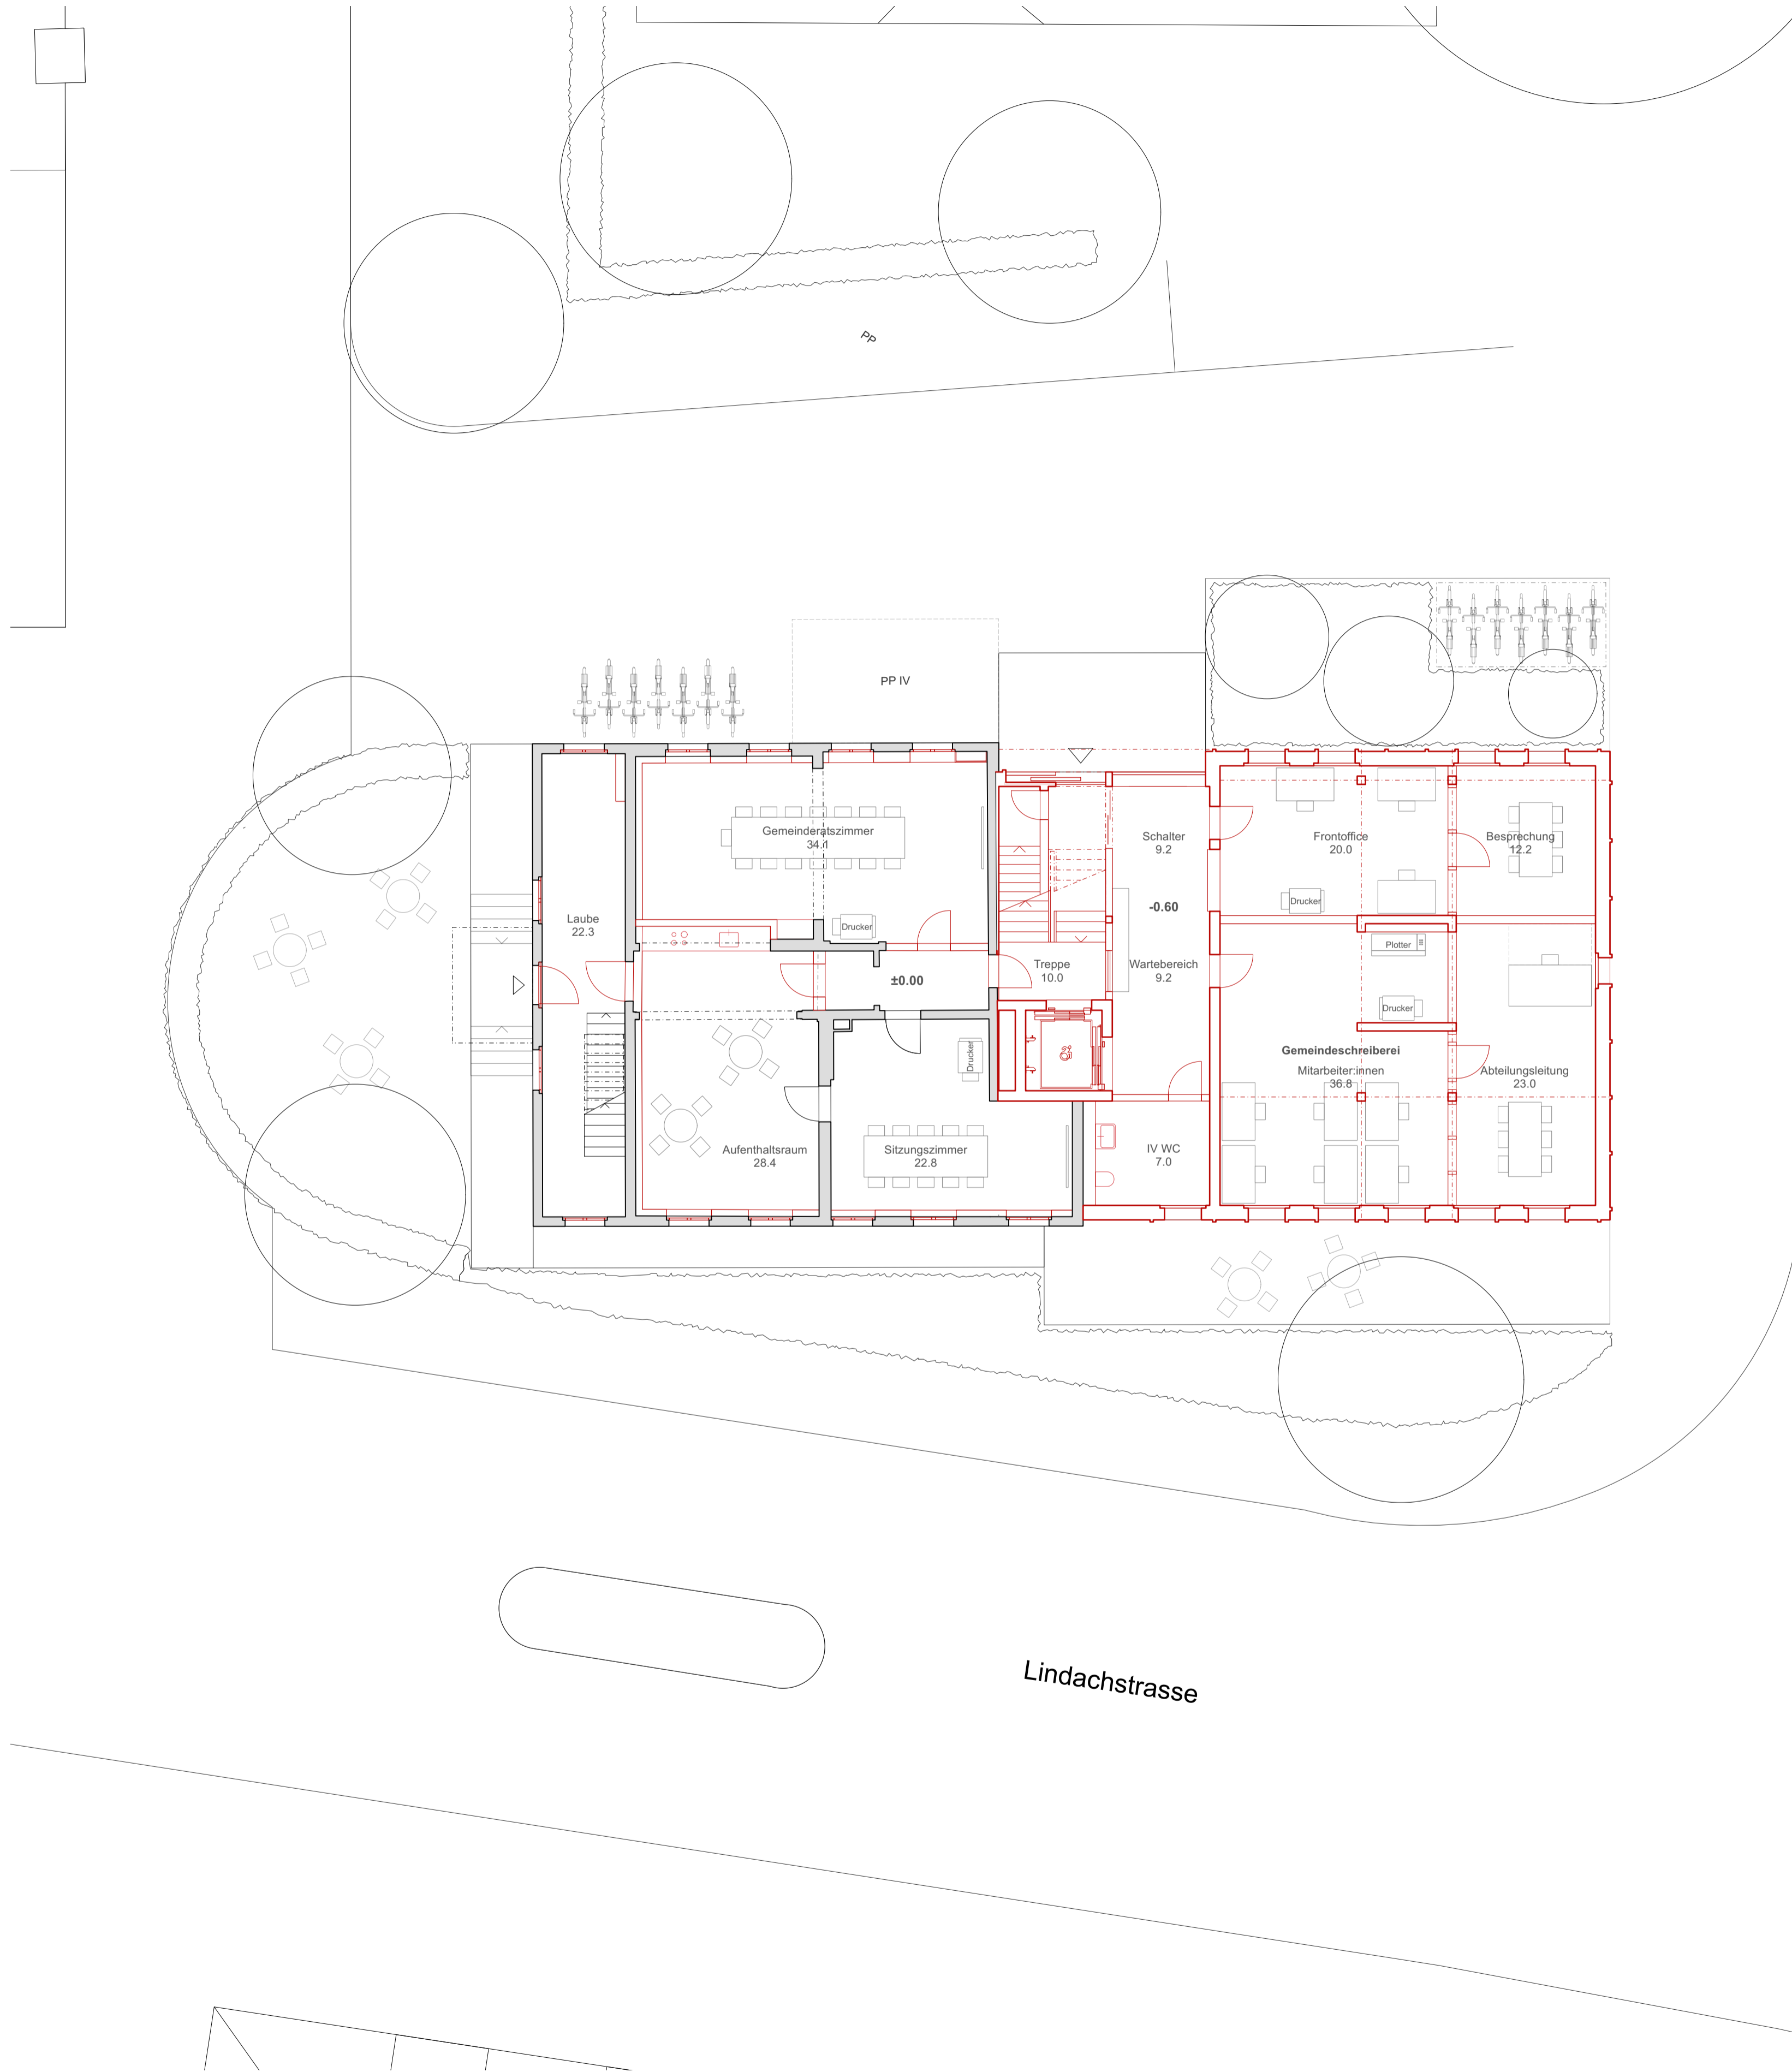 PP
PP IV
Gemeinderatszimmer
34.1
Schalter
9.2
Frontoffice
20.0
Besprechung
12.2
Drucker
-0.60
Laube
22.3
Drucker
Plotter
Treppe
10.0
Wartebereich
9.2
±0.00
Drucker
Drucker
Gemeindeschreiberei
Mitarbeiter:innen
36.8
Abteilungsleitung
23.0
Aufenthaltsraum
28.4
Sitzungszimmer
22.8
IV WC
7.0
Lindachstrasse